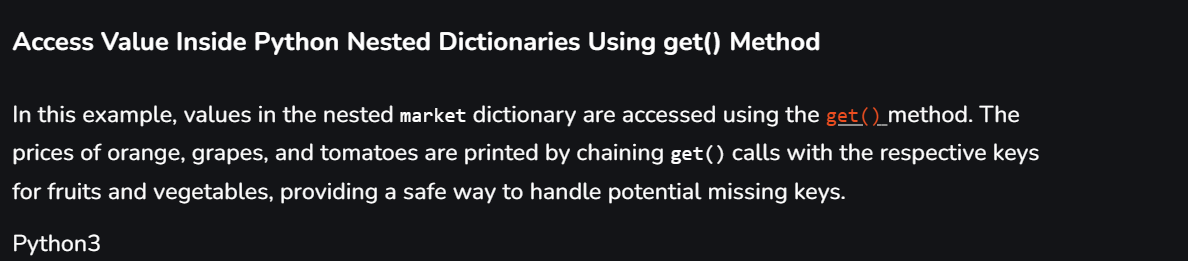 Access Value Inside Python Nested Dictionaries Using get() Method
In this example, values in the nested market dictionary are accessed using the get() method. The
prices of orange, grapes, and tomatoes are printed by chaining get() calls with the respective keys
for fruits and vegetables, providing a safe way to handle potential missing keys.
Python3